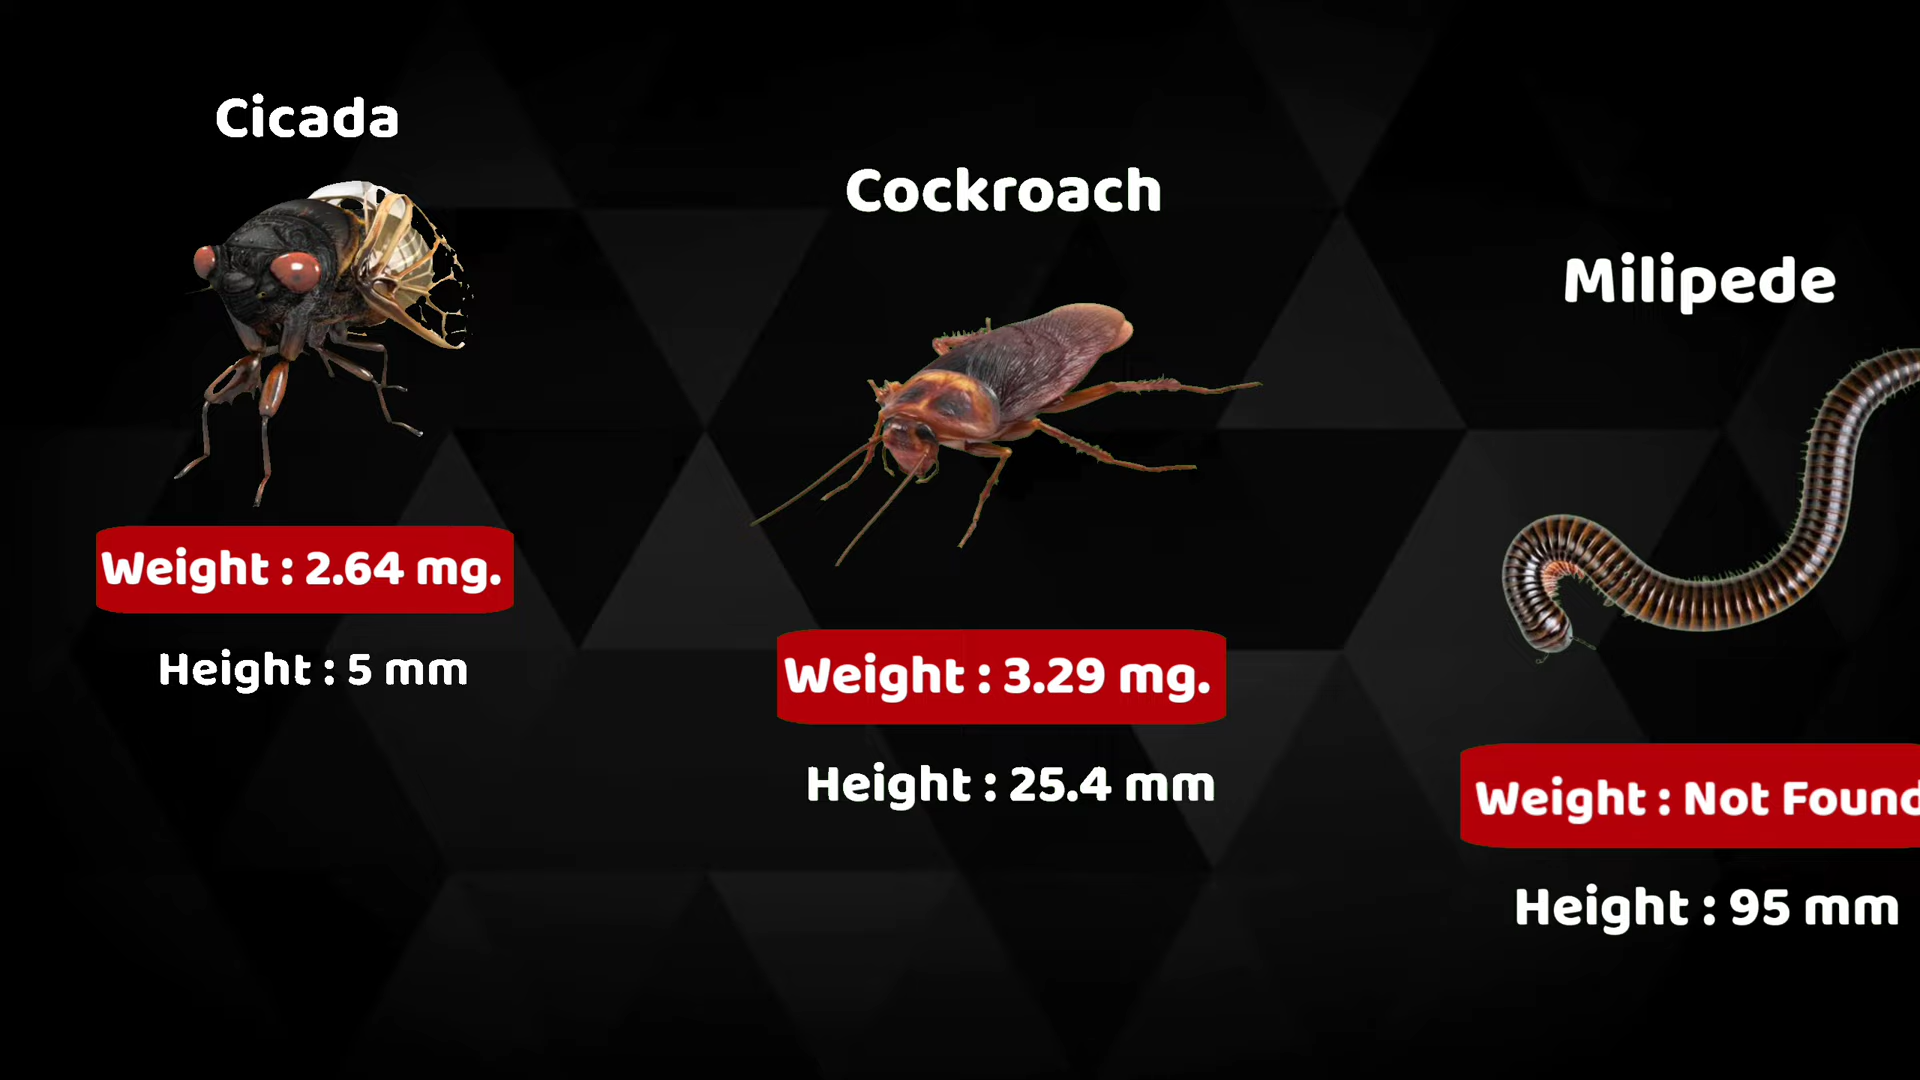 Cicada
Weight : 2.64 mg.
Height : 5 mm
Cockroach
Weight : 3.29 mg.
Height : 25.4 mm
Milipede
Weight : Not Found
Height : 95 mm